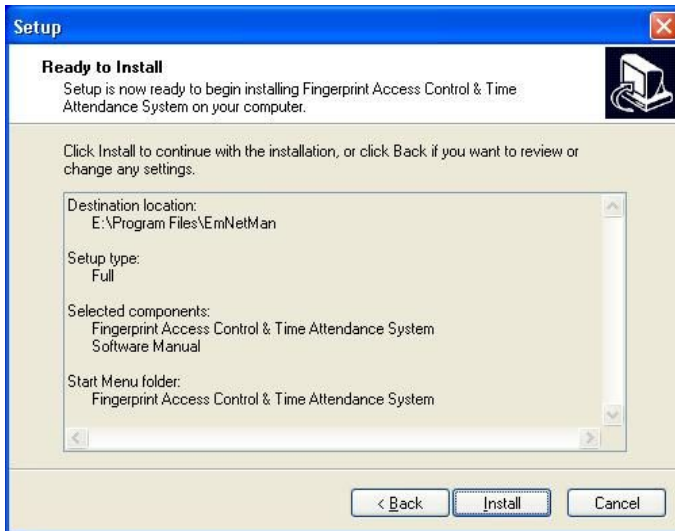 Setup
Ready to Install
Setup is now ready to begin installing Fingerprint Access Control & Time
Attendance System on your computer.
Click Install to continue with the installation, or click Back if you want to review or
change any settings.
Destination location:
E:\Program Files\EmNetMan
Setup type:
Full
Selected components:
Fingerprint Access Control & Time Attendance System
Software Manual
Start Menu folder:
Fingerprint Access Control & Time Attendance System
< Back
Install
Cancel